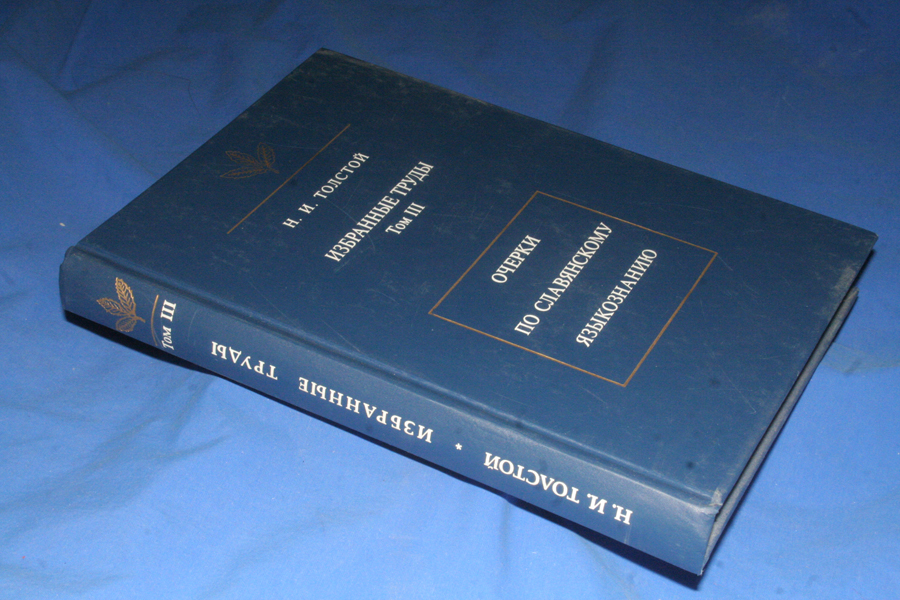 Н. И. ТОЛСТОЙ
ИЗБРАННЫЕ ТРУДЫ
Том III
ОЧЕРКИ
ПО СЛАВЯНСКОМУ
ЯЗЫКОЗНАНИЮ
Н. И. ТОЛСТОЙ * ИЗБРАННЫЕ ТРУДЫ
Том III